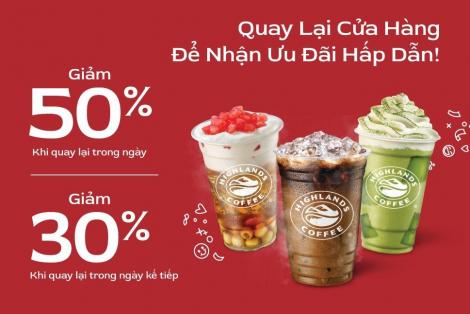 Quay Lại Cửa Hàng
Để Nhận Ưu Đãi Hấp Dẫn!
Giảm
50%
Khi quay lại trong ngày
Giảm
30%
Khi quay lại trong ngày kế tiếp
HIGHLANDS
COFFEE
HIGHLANDS
COFFEE
HIGHLANDS
COFFEE